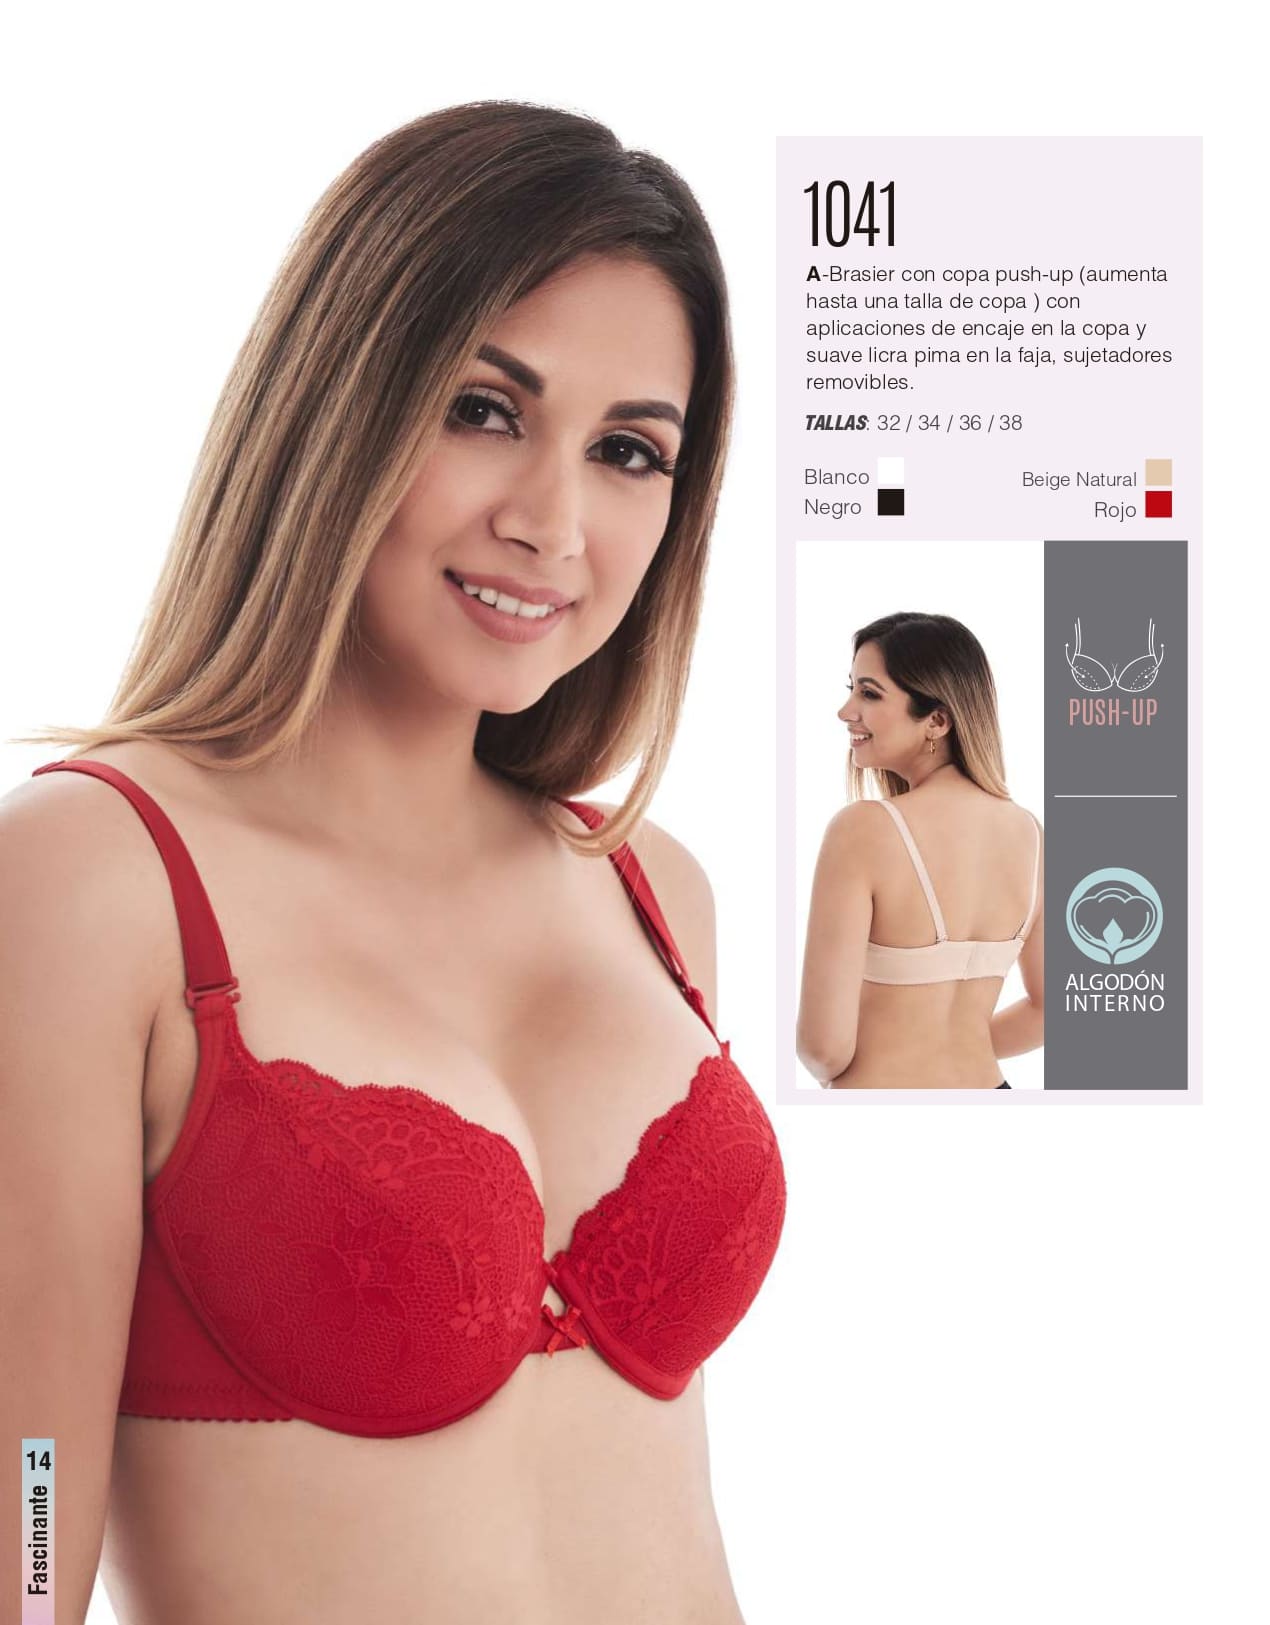 1041
A-Brasier con copa push-up (aumenta
hasta una talla de copa ) con
aplicaciones de encaje en la copa y
suave licra pima en la faja, sujetadores
removibles.
TALLAS: 32 / 34 / 36 / 38
Blanco
Beige Natural
Negro
Rojo
PUSH-UP
ALGODÓN
INTERNO
14
Fascinante